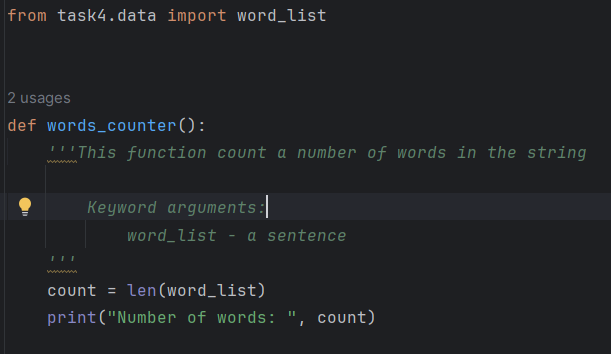 from task4.data import word_list
2 usages
def words_counter():
'''This function count a number of words in the string
Keyword arguments:
word_list - a sentence
'''
count = len(word_list)
print("Number of words: ", count)